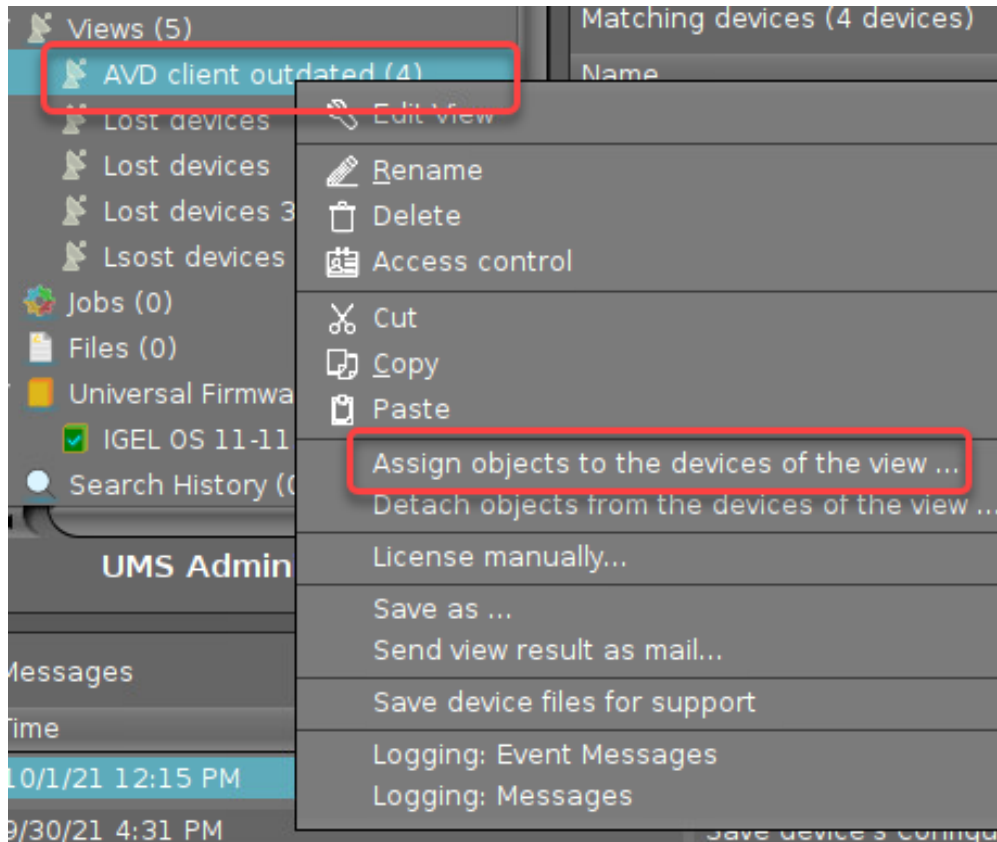 Views (5)
Matching devices (4 devices)
AVD client outdated (4)
Name
Lost devices
Edit View
Lost devices
Rename
Lost devices 3
Delete
Lsost devices
Access control
Jobs (0)
Cut
Files (0)
Copy
Universal Firmwa
Paste
IGEL OS 11-11
Assign objects to the devices of the view ...
Search History (
Detach objects from the devices of the view ...
License manually...
UMS Admin
Save as ...
Send view result as mail...
Messages
Save device files for support
Time
Logging: Event Messages
10/1/21 12:15 PM
Logging: Messages
9/30/21 4:31 PM
Save device's configu